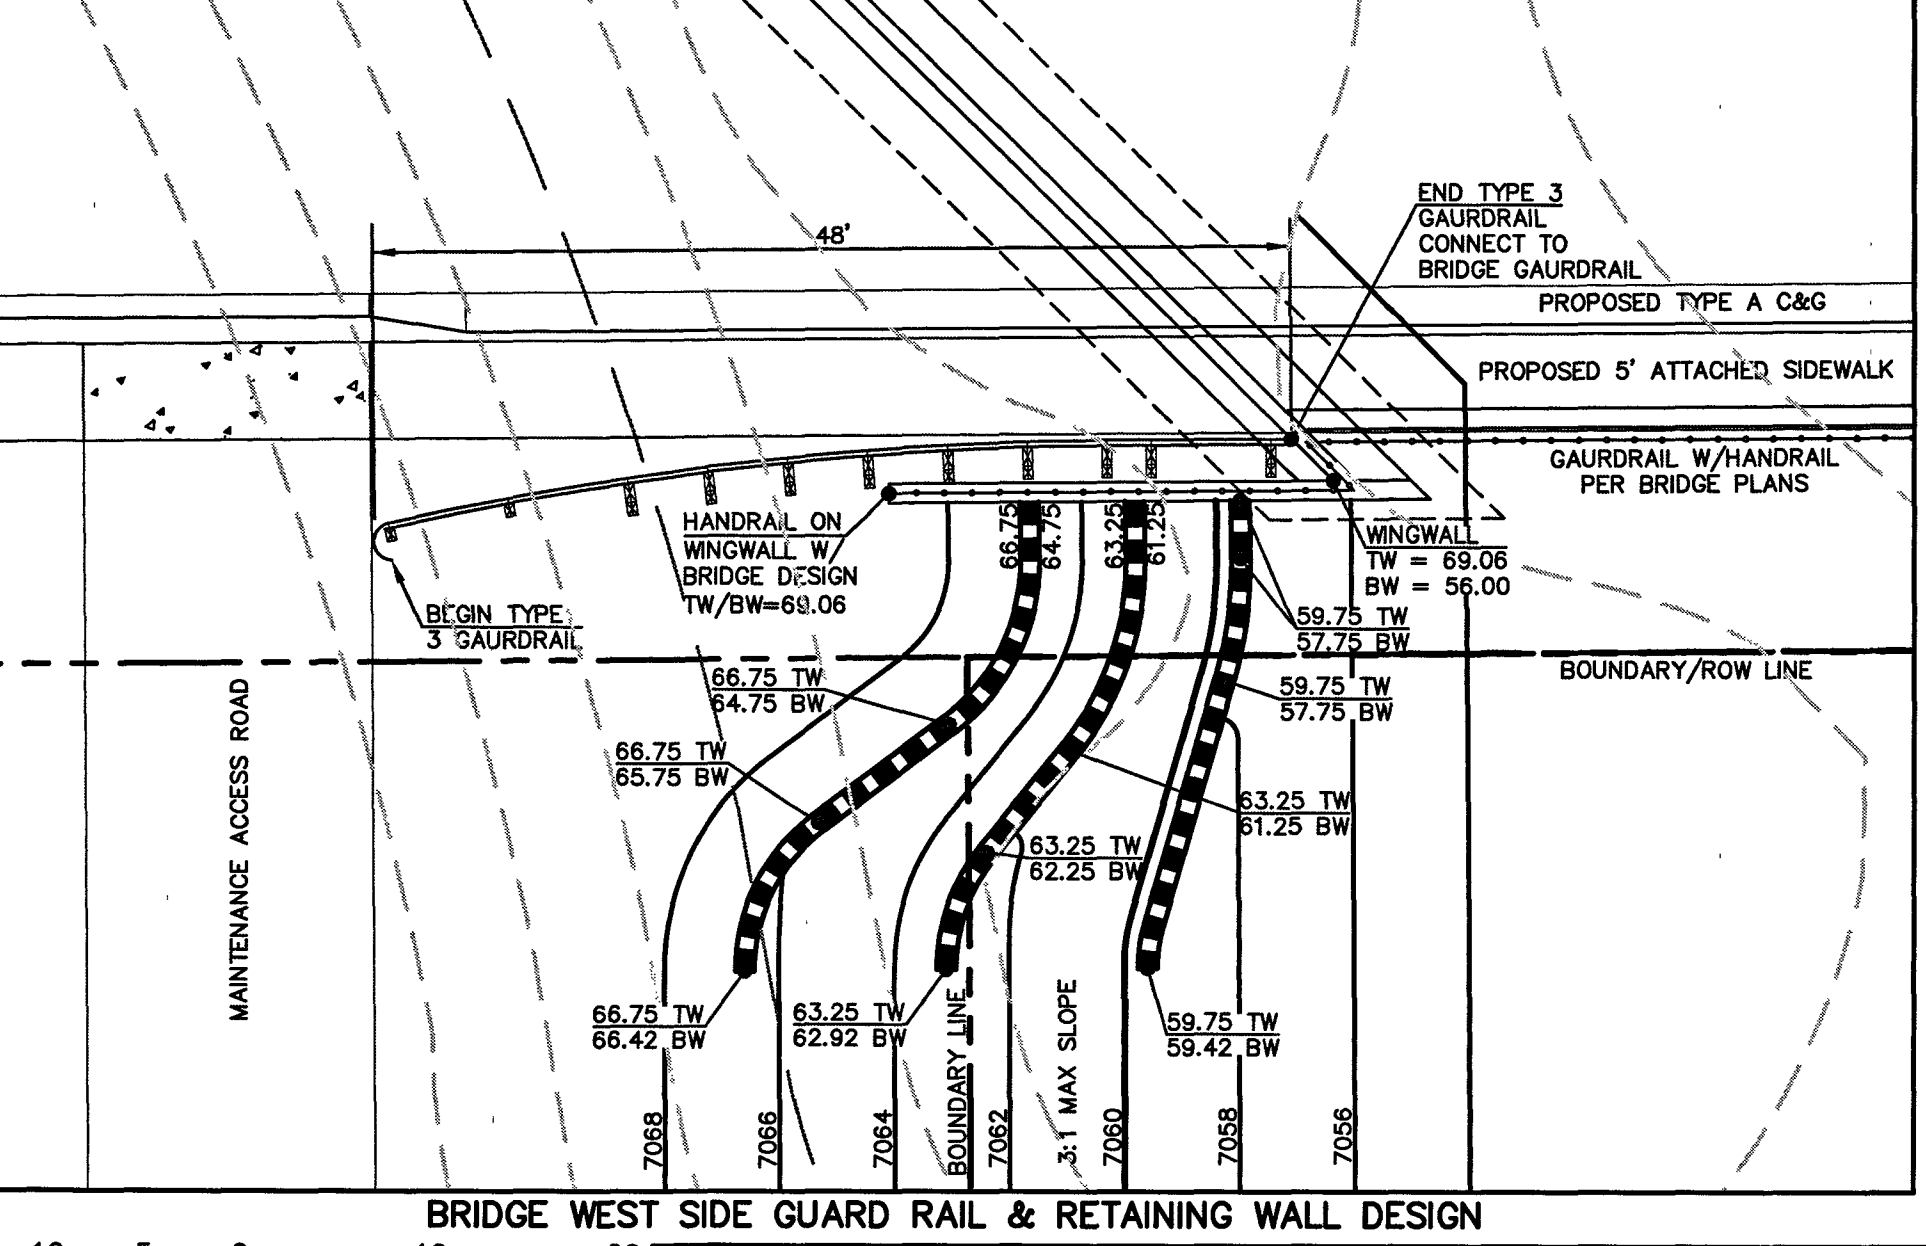 48'
END TYPE 3
GAURDRAIL
CONNECT TO
BRIDGE GAURDRAIL
PROPOSED TYPE A C&G
PROPOSED 5' ATTACHED SIDEWALK
GAURDRAIL W/HANDRAIL
PER BRIDGE PLANS
HANDRAIL ON
WINGWALL W
BRIDGE DESIGN
TW/BW=69.06
66.75
64.75
63.25
61.25
WINGWALL
TW = 69.06
BW = 56.00
BEGIN TYPE
3 GAURDRAIL
59.75 TW
57.75 BW
BOUNDARY/ROW LINE
66.75 TW
64.75 BW
59.75 TW
57.75 BW
66.75 TW
65.75 BW
63.25 TW
61.25 BW
63.25 TW
62.25 BW
MAINTENANCE ACCESS ROAD
66.75 TW
66.42 BW
63.25 TW
62.92 BW
59.75 TW
59.42 BW
BOUNDARY LINE
3:1 MAX SLOPE
7068
7066
7064
7062
7060
7058
7056
BRIDGE WEST SIDE GUARD RAIL & RETAINING WALL DESIGN